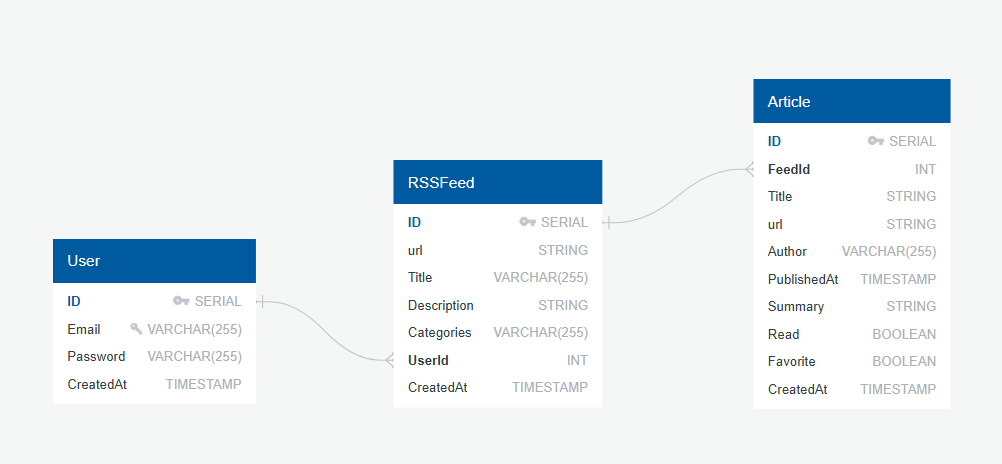 User
ID SERIAL
Email VARCHAR(255)
Password VARCHAR(255)
CreatedAt TIMESTAMP
RSSFeed
ID SERIAL
url STRING
Title VARCHAR(255)
Description STRING
Categories VARCHAR(255)
UserId INT
CreatedAt TIMESTAMP
Article
ID SERIAL
FeedId INT
Title STRING
url STRING
Author VARCHAR(255)
PublishedAt TIMESTAMP
Summary STRING
Read BOOLEAN
Favorite BOOLEAN
CreatedAt TIMESTAMP